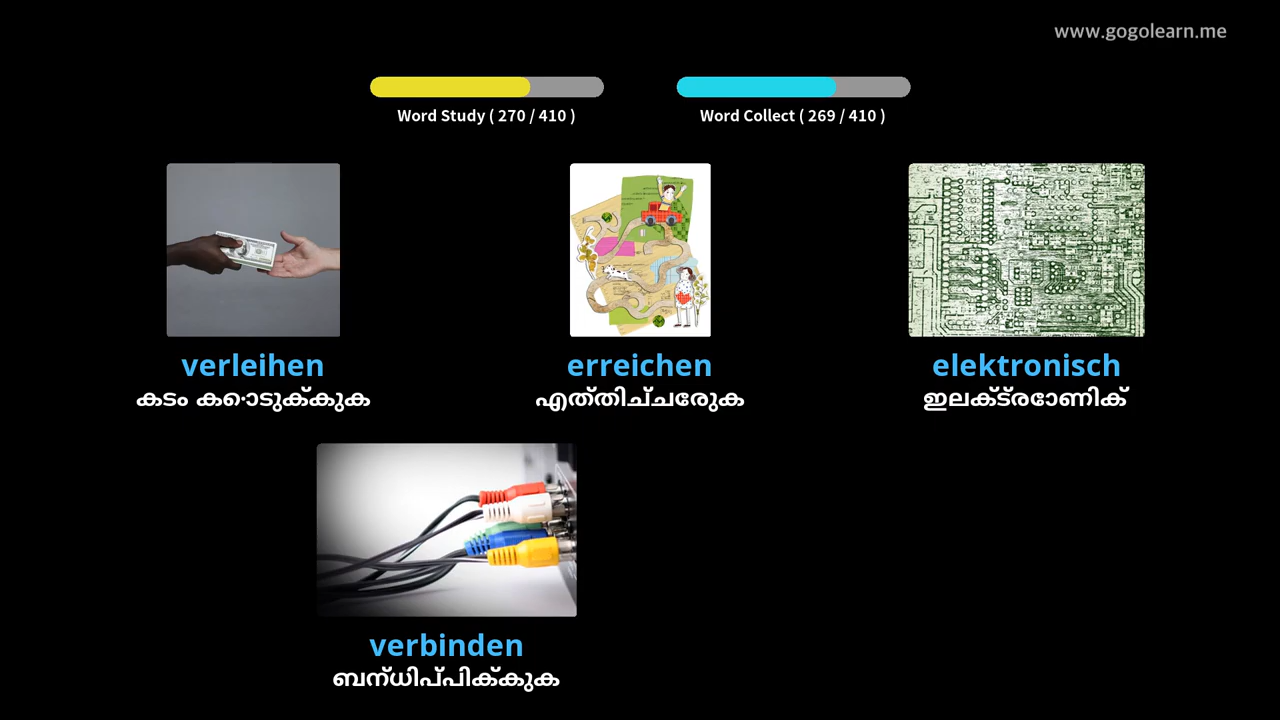 www.gogolearn.me
Word Study ( 270 / 410 )
Word Collect ( 269 / 410 )
verleihen
കടം കൊടുക്കുക
erreichen
എത്തിച്ചേരുക
elektronisch
ഇലക്ട്രോണിക്
verbinden
ബന്ധിപ്പിക്കുക